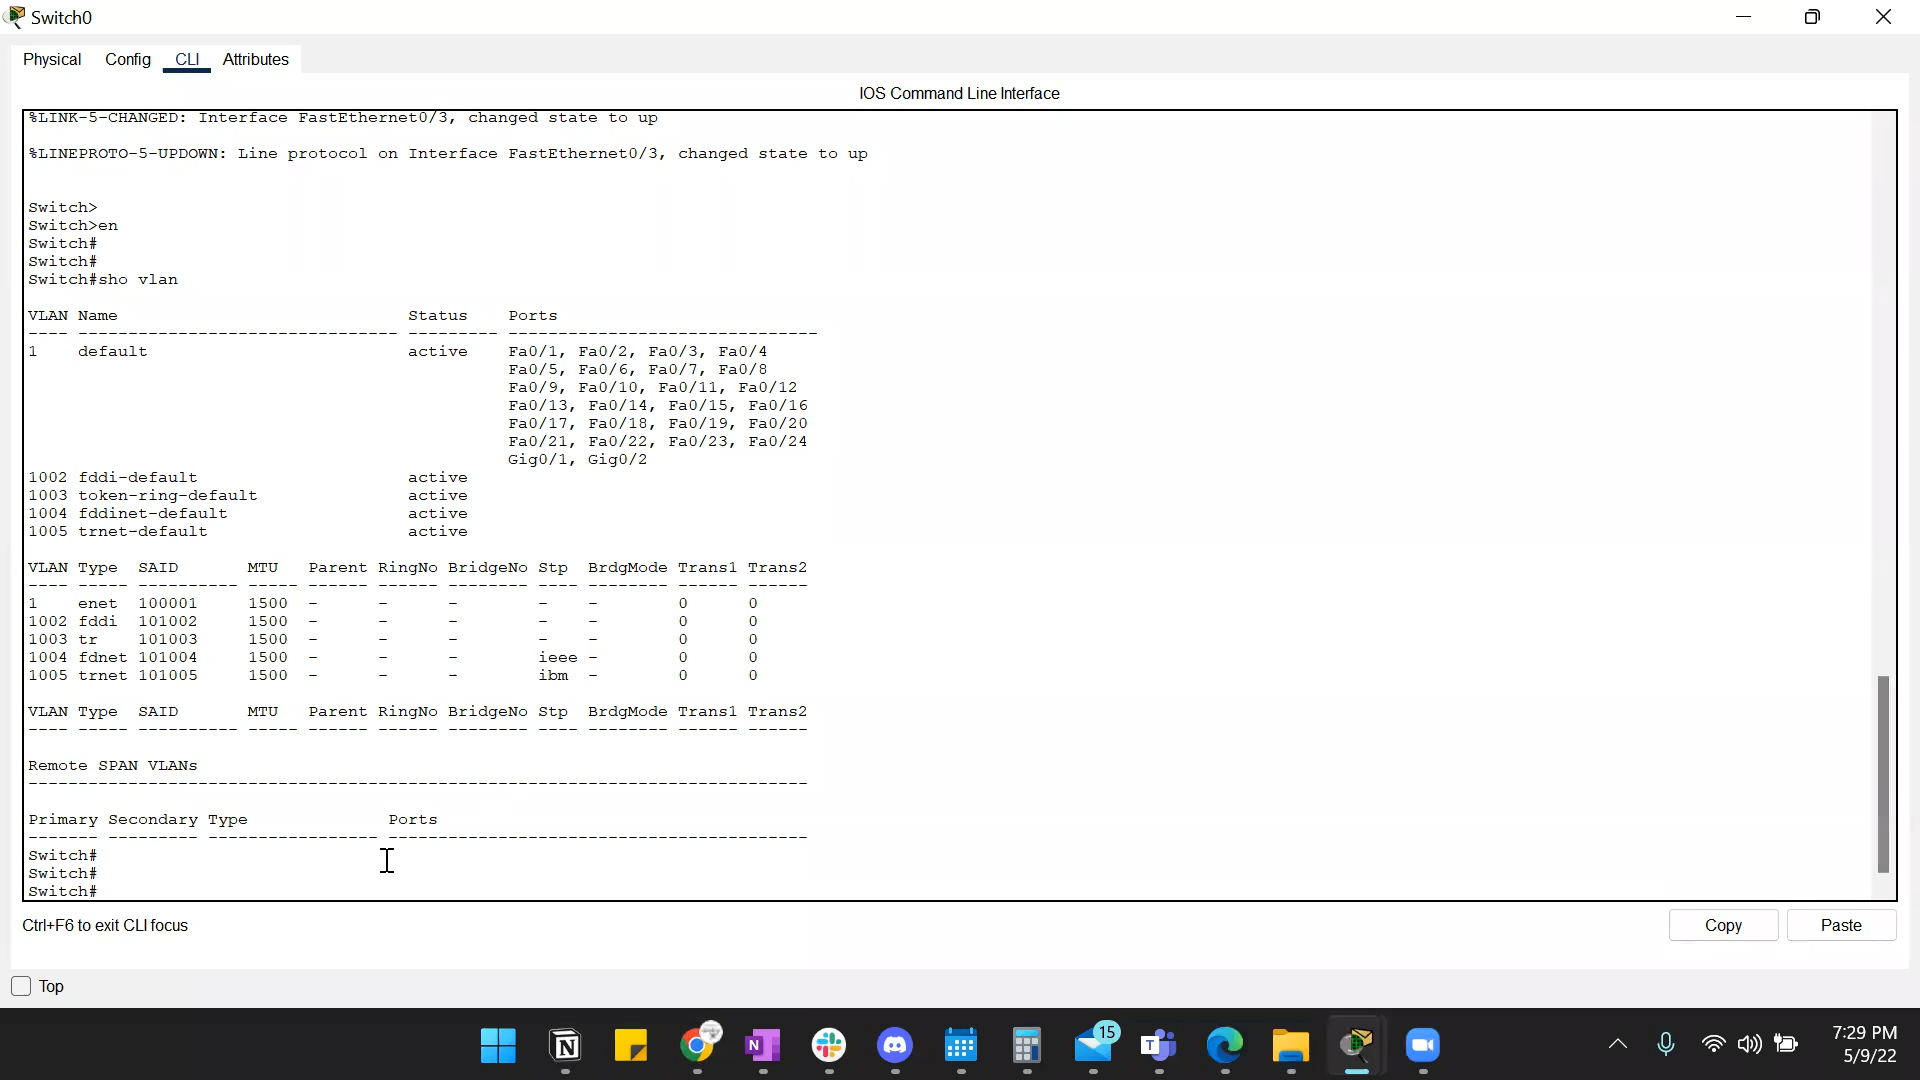 Switch0
Physical Config CLI Attributes
IOS Command Line Interface
%LINK-5-CHANGED: Interface FastEthernet0/3, changed state to up
%LINEPROTO-5-UPDOWN: Line protocol on Interface FastEthernet0/3, changed state to up
Switch>
Switch>en
Switch#
Switch#
Switch#sho vlan
VLAN Name Status Ports
---- -------------------------------- --------- -------------------------------
1 default active Fa0/1, Fa0/2, Fa0/3, Fa0/4
Fa0/5, Fa0/6, Fa0/7, Fa0/8
Fa0/9, Fa0/10, Fa0/11, Fa0/12
Fa0/13, Fa0/14, Fa0/15, Fa0/16
Fa0/17, Fa0/18, Fa0/19, Fa0/20
Fa0/21, Fa0/22, Fa0/23, Fa0/24
Gig0/1, Gig0/2
1002 fddi-default active
1003 token-ring-default active
1004 fddinet-default active
1005 trnet-default active
VLAN Type SAID MTU Parent RingNo BridgeNo Stp BrdgMode Trans1 Trans2
---- ----- ---------- ----- ------ ------ -------- ---- -------- ------ ------
1 enet 100001 1500 - - - - - 0 0
1002 fddi 101002 1500 - - - - - 0 0
1003 tr 101003 1500 - - - - - 0 0
1004 fdnet 101004 1500 - - - ieee - 0 0
1005 trnet 101005 1500 - - - ibm - 0 0
VLAN Type SAID MTU Parent RingNo BridgeNo Stp BrdgMode Trans1 Trans2
---- ----- ---------- ----- ------ ------ -------- ---- -------- ------ ------
Remote SPAN VLANs
------------------------------------------------------------------------------
Primary Secondary Type Ports
------- --------- ----------------- ------------------------------------------
Switch#
Switch#
Switch#
Ctrl+F6 to exit CLI focus
Copy Paste
Top
N
N
15
T
7:29 PM
5/9/22